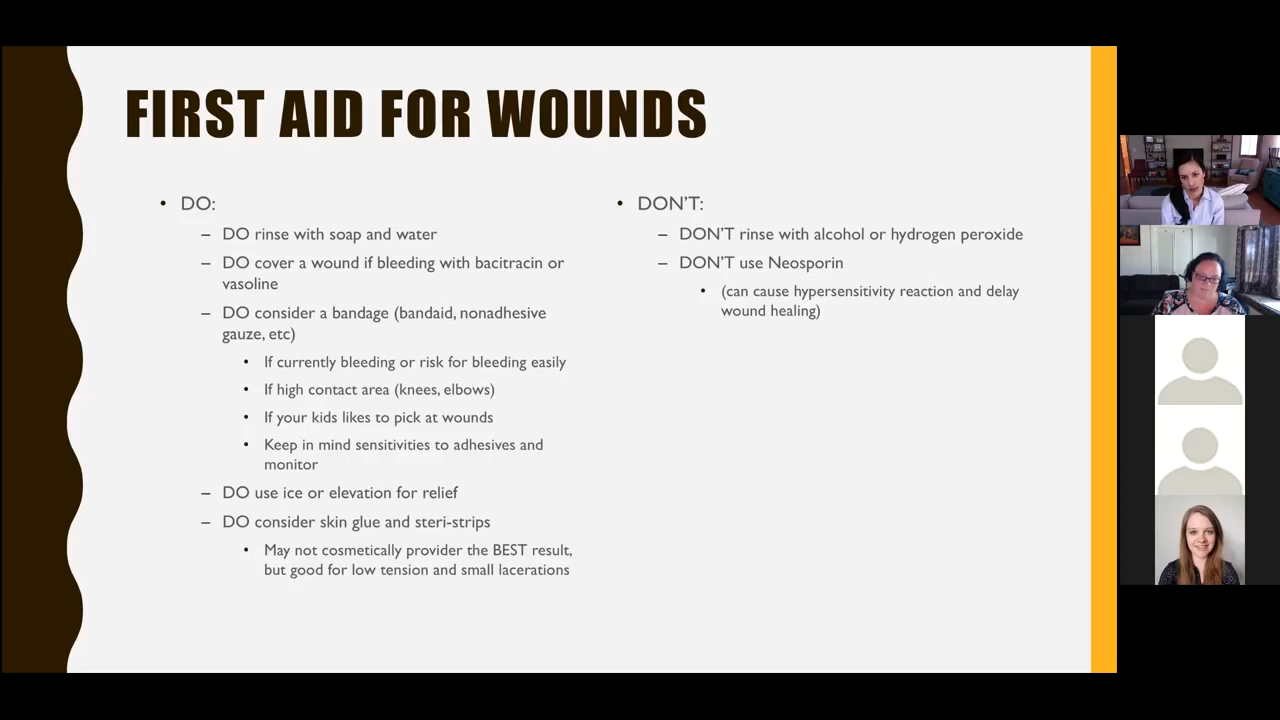 FIRST AID FOR WOUNDS
• DO:
– DO rinse with soap and water
– DO cover a wound if bleeding with bacitracin or
vasoline
– DO consider a bandage (bandaid, nonadhesive
gauze, etc)
• If currently bleeding or risk for bleeding easily
• If high contact area (knees, elbows)
• If your kids likes to pick at wounds
• Keep in mind sensitivities to adhesives and
monitor
– DO use ice or elevation for relief
– DO consider skin glue and steri-strips
• May not cosmetically provider the BEST result,
but good for low tension and small lacerations
• DON'T:
– DON'T rinse with alcohol or hydrogen peroxide
– DON'T use Neosporin
• (can cause hypersensitivity reaction and delay
wound healing)